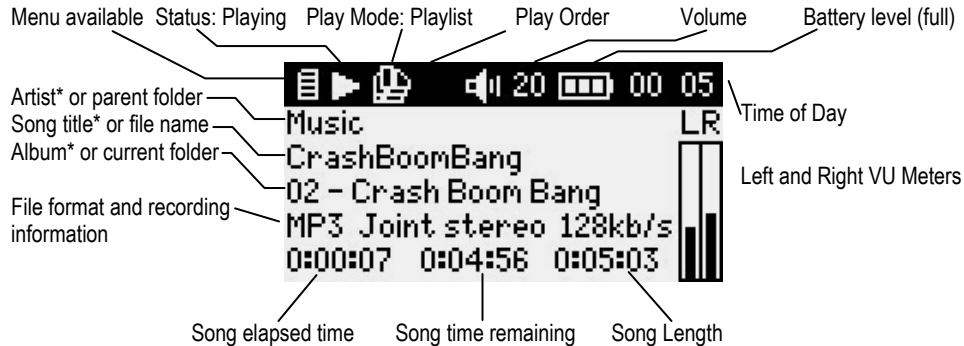 Menu available Status: Playing Play Mode: Playlist Play Order Volume Battery level (full)
20 00 05
Time of Day
Artist* or parent folder
Music LR
Song title* or file name
CrashBoomBang
Album* or current folder
02 - Crash Boom Bang
Left and Right VU Meters
File format and recording
information
MP3 Joint stereo 128kb/s
0:00:07 0:04:56 0:05:03
Song elapsed time Song time remaining Song Length